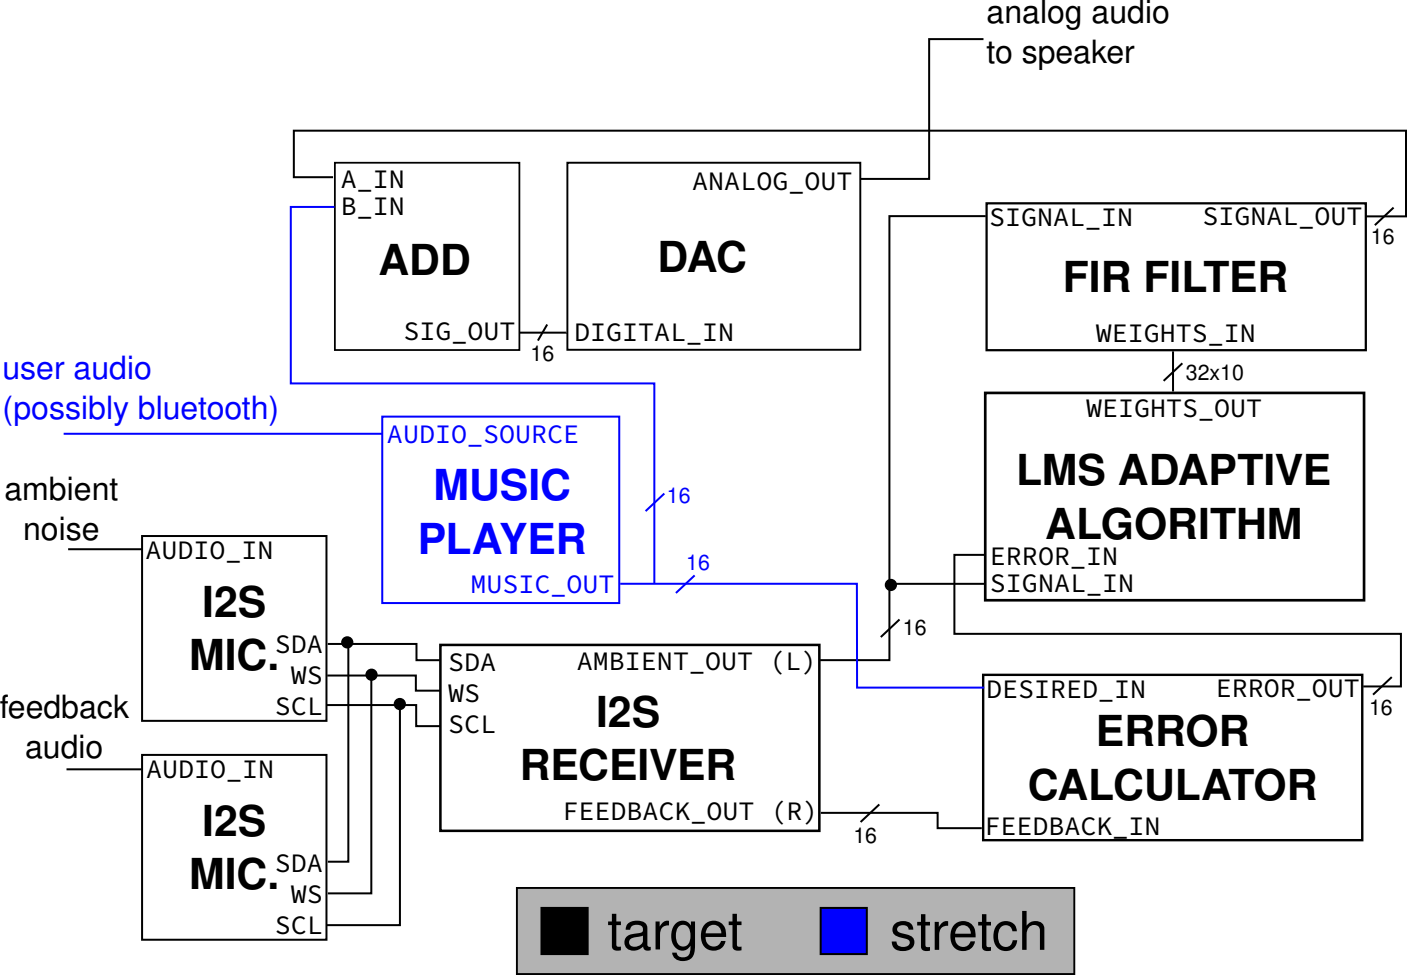 analog audio
to speaker
A_IN
B_IN
ADD
SIG_OUT
16
ANALOG_OUT
DAC
DIGITAL_IN
SIGNAL_IN SIGNAL_OUT
16
FIR FILTER
WEIGHTS_IN
32x10
WEIGHTS_OUT
LMS ADAPTIVE
ALGORITHM
ERROR_IN
SIGNAL_IN
user audio
(possibly bluetooth)
AUDIO_SOURCE
MUSIC
PLAYER
MUSIC_OUT
16
16
ambient
noise
AUDIO_IN
I2S
MIC.
SDA
WS
SCL
feedback
audio
AUDIO_IN
I2S
MIC.
SDA
WS
SCL
SDA
WS
SCL
AMBIENT_OUT (L)
16
I2S
RECEIVER
FEEDBACK_OUT (R)
16
DESIRED_IN ERROR_OUT
16
ERROR
CALCULATOR
FEEDBACK_IN
target stretch